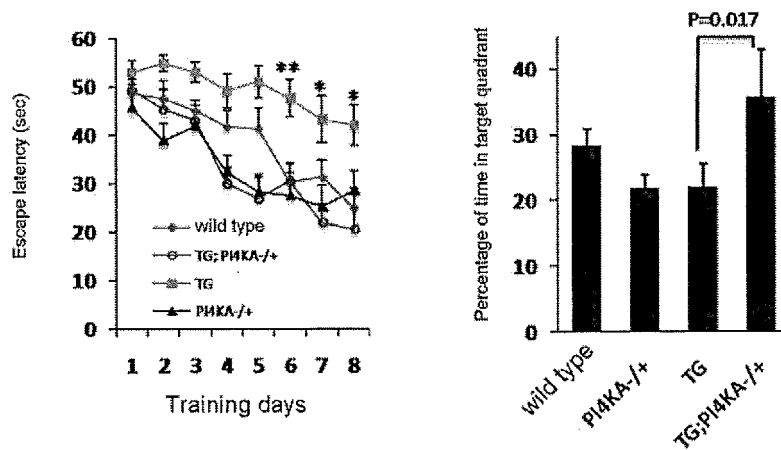 Escape latency (sec)
60
50
40
30
20
10
0
** * *
wild type
TG;PI4KA-/+
TG
PI4KA-/+
1 2 3 4 5 6 7 8
Training days
P=0.017
Percentage of time in target quadrant
40
30
20
10
0
wild type
PI4KA-/+
TG
TG;PI4KA-/+